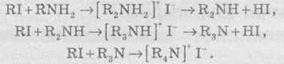 RI + RNH₂ → [R₂NH₂]⁺ I⁻ → R₂NH + HI,
RI + R₂NH → [R₃NH]⁺ I⁻ → R₃N + HI,
RI + R₃N → [R₄N]⁺ I⁻.